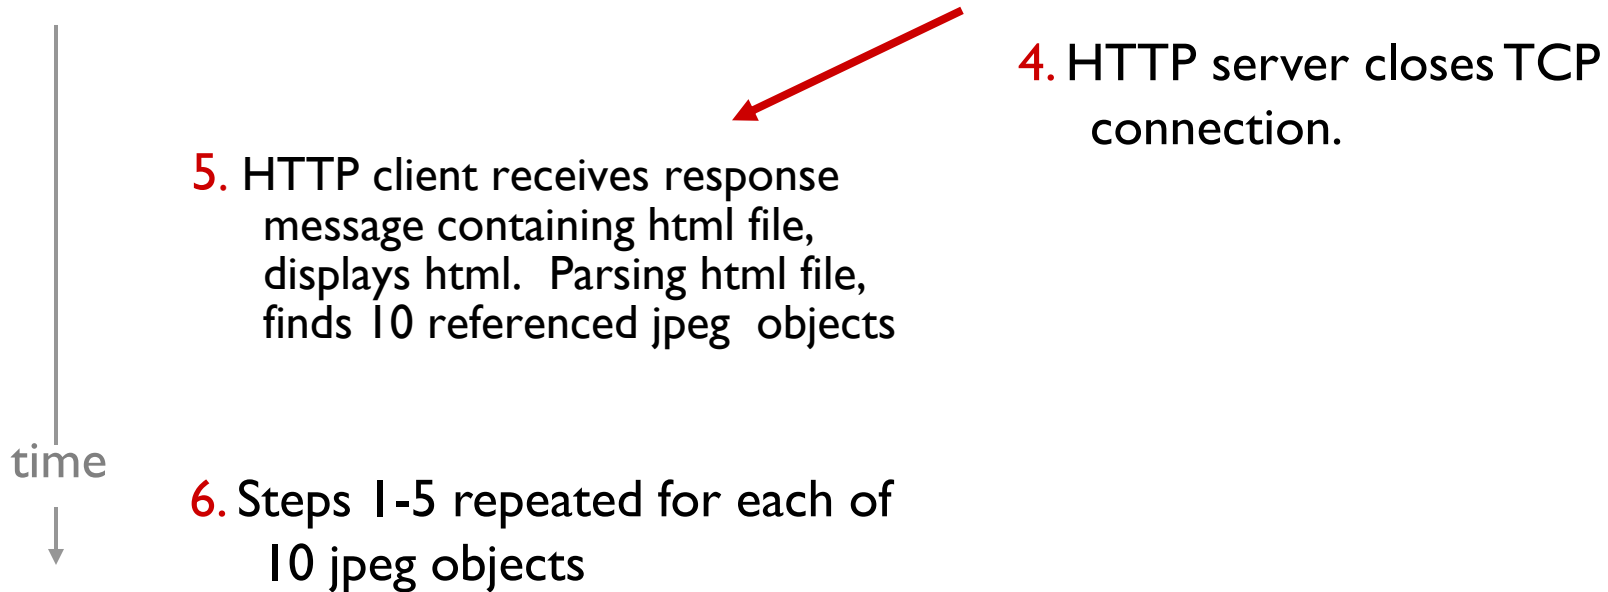 4. HTTP server closes TCP
connection.
5. HTTP client receives response
message containing html file,
displays html.  Parsing html file,
finds 10 referenced jpeg  objects
time
6. Steps 1-5 repeated for each of
10 jpeg objects